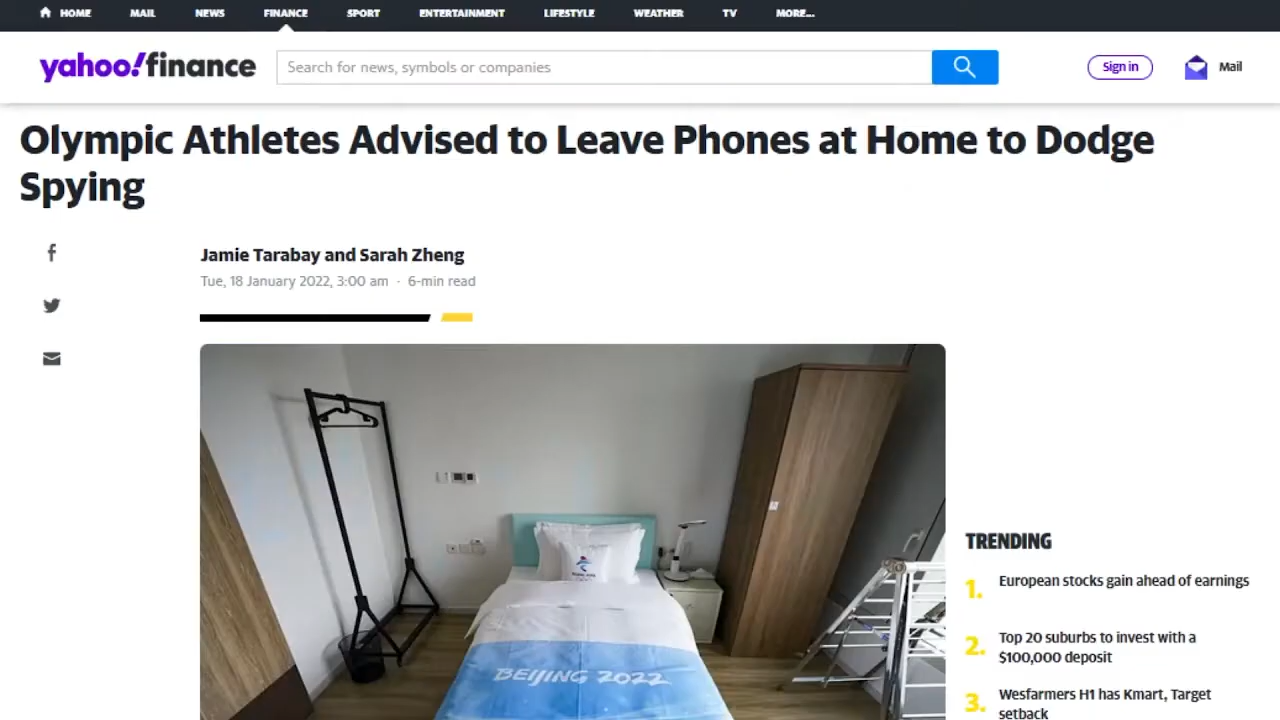 HOME MAIL NEWS FINANCE SPORT ENTERTAINMENT LIFESTYLE WEATHER TV MORE...
yahoo!finance
Search for news, symbols or companies
Sign in
Mail
Olympic Athletes Advised to Leave Phones at Home to Dodge
Spying
Jamie Tarabay and Sarah Zheng
Tue, 18 January 2022, 3:00 am · 6-min read
BEIJING 2022
TRENDING
1. European stocks gain ahead of earnings
2. Top 20 suburbs to invest with a
$100,000 deposit
3. Wesfarmers H1 has Kmart, Target
setback